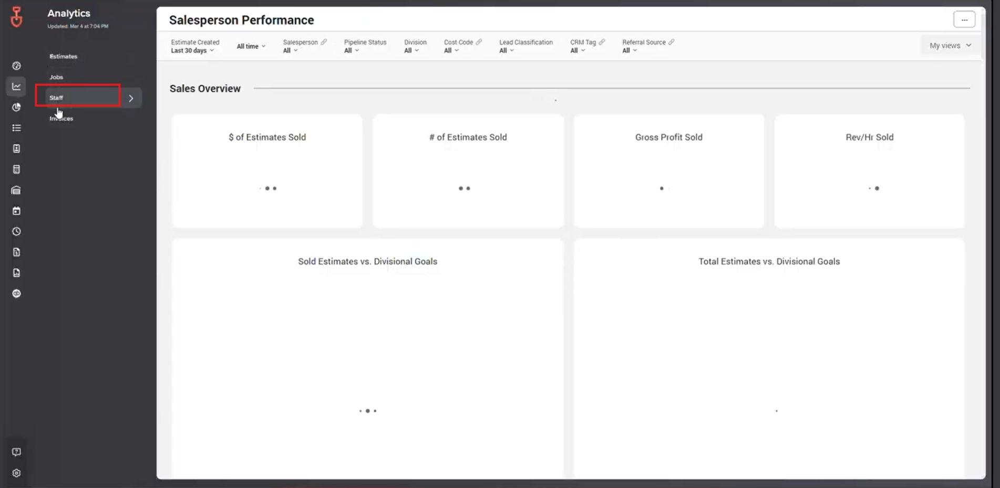 Analytics
Updated: Mar 4 at 7:04 PM
Estimates
Jobs
Staff
Invoices
Salesperson Performance
...
Estimate Created
Last 30 days
All time
Salesperson
All
Pipeline Status
All
Division
All
Cost Code
All
Lead Classification
All
CRM Tag
All
Referral Source
All
My views
Sales Overview
$ of Estimates Sold
# of Estimates Sold
Gross Profit Sold
Rev/Hr Sold
Sold Estimates vs. Divisional Goals
Total Estimates vs. Divisional Goals